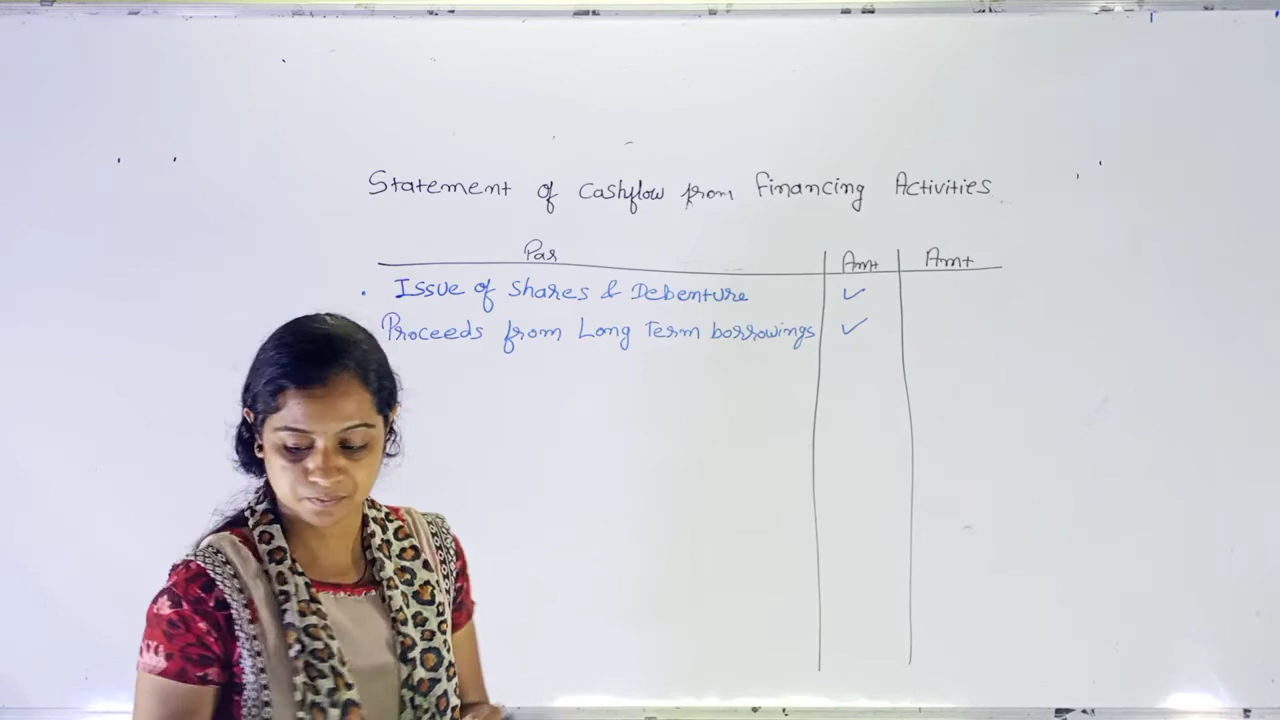 Statement of Cashflow from Financing Activities
Par Amt Amt
Issue of Shares & Debenture ✓
Proceeds from Long Term borrowings ✓